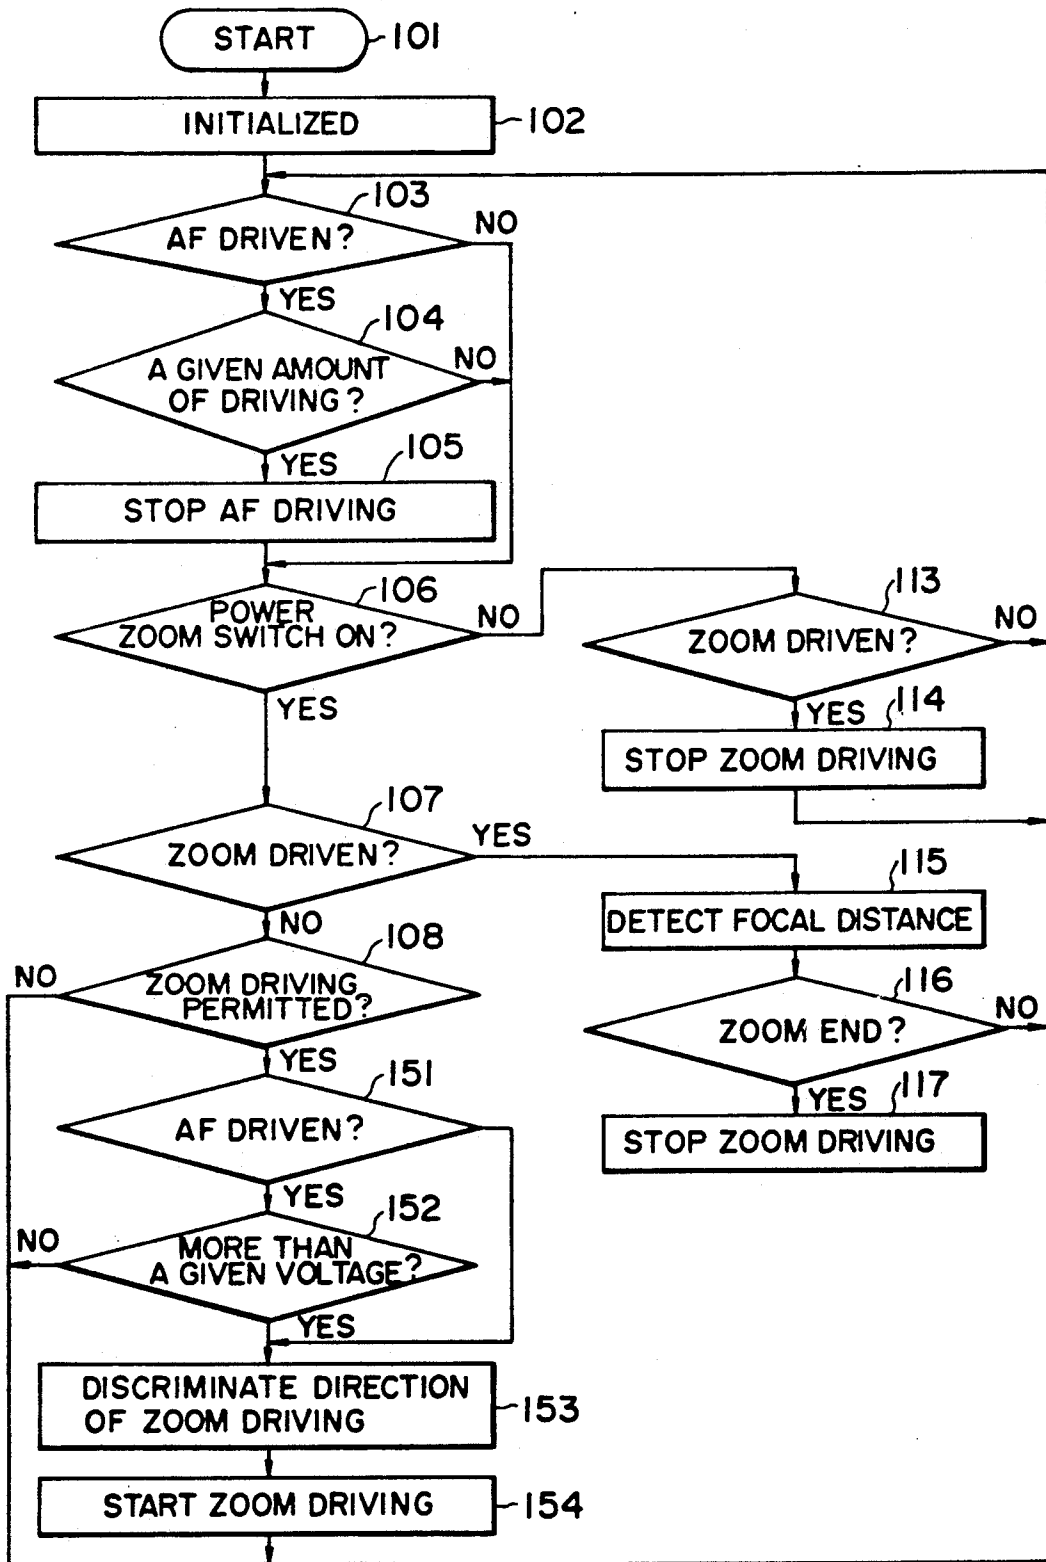 START
101
INITIALIZED
102
103
AF DRIVEN?
NO
YES
104
A GIVEN AMOUNT
OF DRIVING?
NO
YES
105
STOP AF DRIVING
106
POWER
ZOOM SWITCH ON?
NO
YES
113
ZOOM DRIVEN?
NO
YES
114
STOP ZOOM DRIVING
107
ZOOM DRIVEN?
YES
NO
115
DETECT FOCAL DISTANCE
108
NO
ZOOM DRIVING
PERMITTED?
YES
116
ZOOM END?
NO
YES
117
STOP ZOOM DRIVING
151
AF DRIVEN?
YES
152
NO
MORE THAN
A GIVEN VOLTAGE?
YES
DISCRIMINATE DIRECTION
OF ZOOM DRIVING
153
START ZOOM DRIVING
154